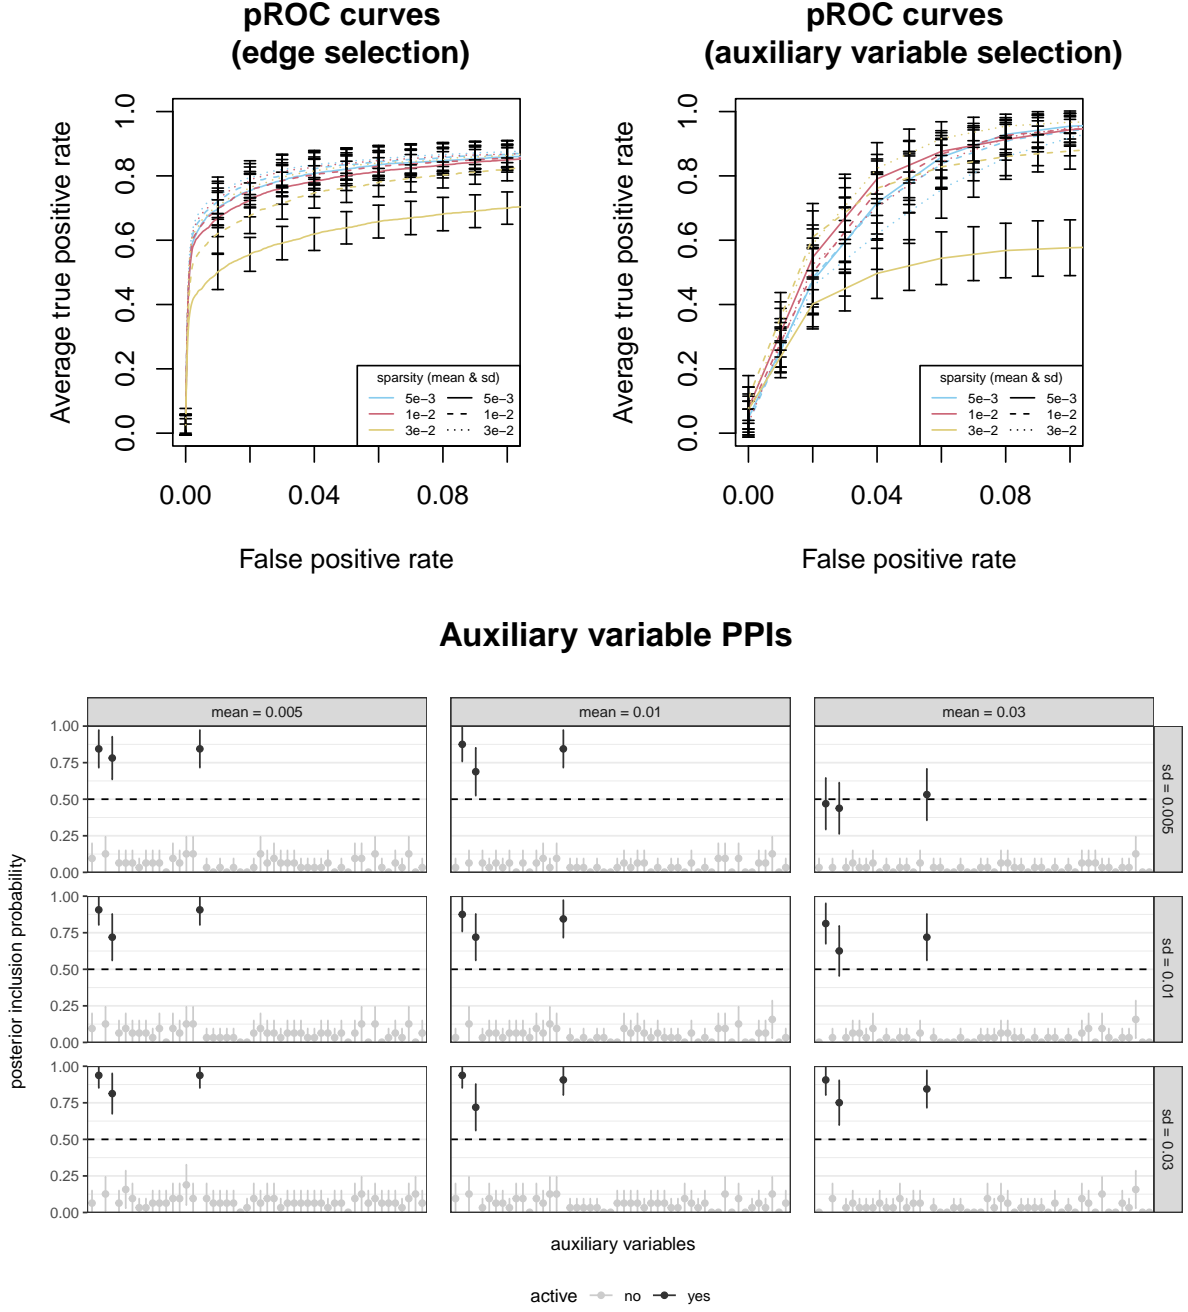 pROC curves
(edge selection)
Average true positive rate
1.0
0.8
0.6
0.4
0.2
0.0
sparsity (mean & sd)
5e−3 5e−3
1e−2 1e−2
3e−2 3e−2
0.00 0.04 0.08
False positive rate
pROC curves
(auxiliary variable selection)
Average true positive rate
1.0
0.8
0.6
0.4
0.2
0.0
sparsity (mean & sd)
5e−3 5e−3
1e−2 1e−2
3e−2 3e−2
0.00 0.04 0.08
False positive rate
Auxiliary variable PPIs
mean = 0.005 mean = 0.01 mean = 0.03
posterior inclusion probability
1.00
0.75
0.50
0.25
0.00
sd = 0.005
1.00
0.75
0.50
0.25
0.00
sd = 0.01
1.00
0.75
0.50
0.25
0.00
sd = 0.03
auxiliary variables
active no yes